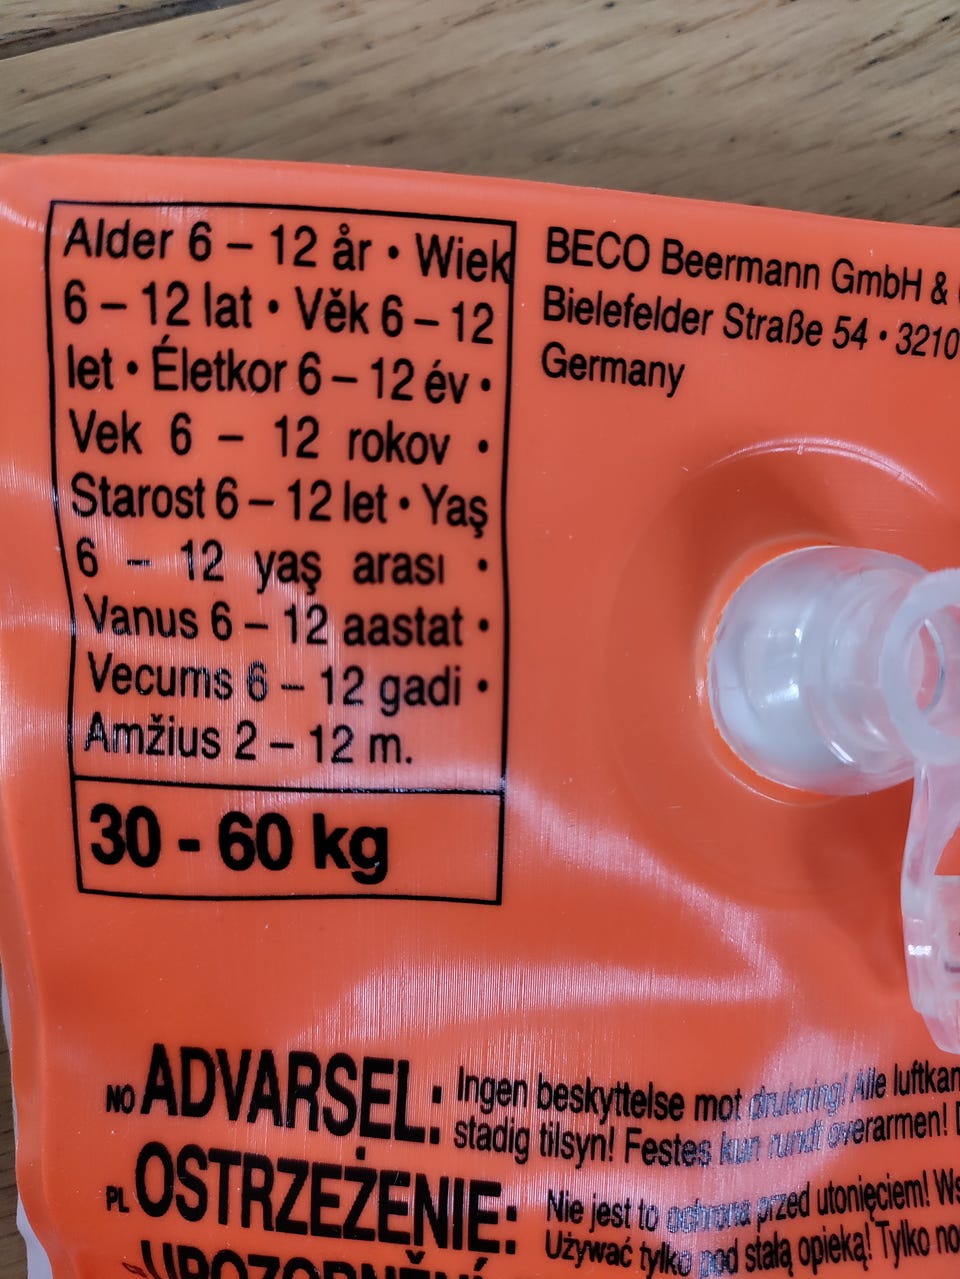 Alder 6 – 12 år • Wiek
6 – 12 lat • Věk 6 – 12
let • Életkor 6 – 12 év •
Vek 6 – 12 rokov •
Starost 6 – 12 let • Yaş
6 – 12 yaş arası •
Vanus 6 – 12 aastat •
Vecums 6 – 12 gadi •
Amžius 2 – 12 m.
30 - 60 kg
BECO Beermann GmbH &
Bielefelder Straße 54 • 3210
Germany
NO ADVARSEL: Ingen beskyttelse mot drukning! Alle luftkam
stadig tilsyn! Festes kun rundt overarmen!
PL OSTRZEŻENIE: Nie jest to ochrona przed utonięciem! Ws
Używać tylko pod stałą opieką! Tylko no
UPOZORNĚNÍ